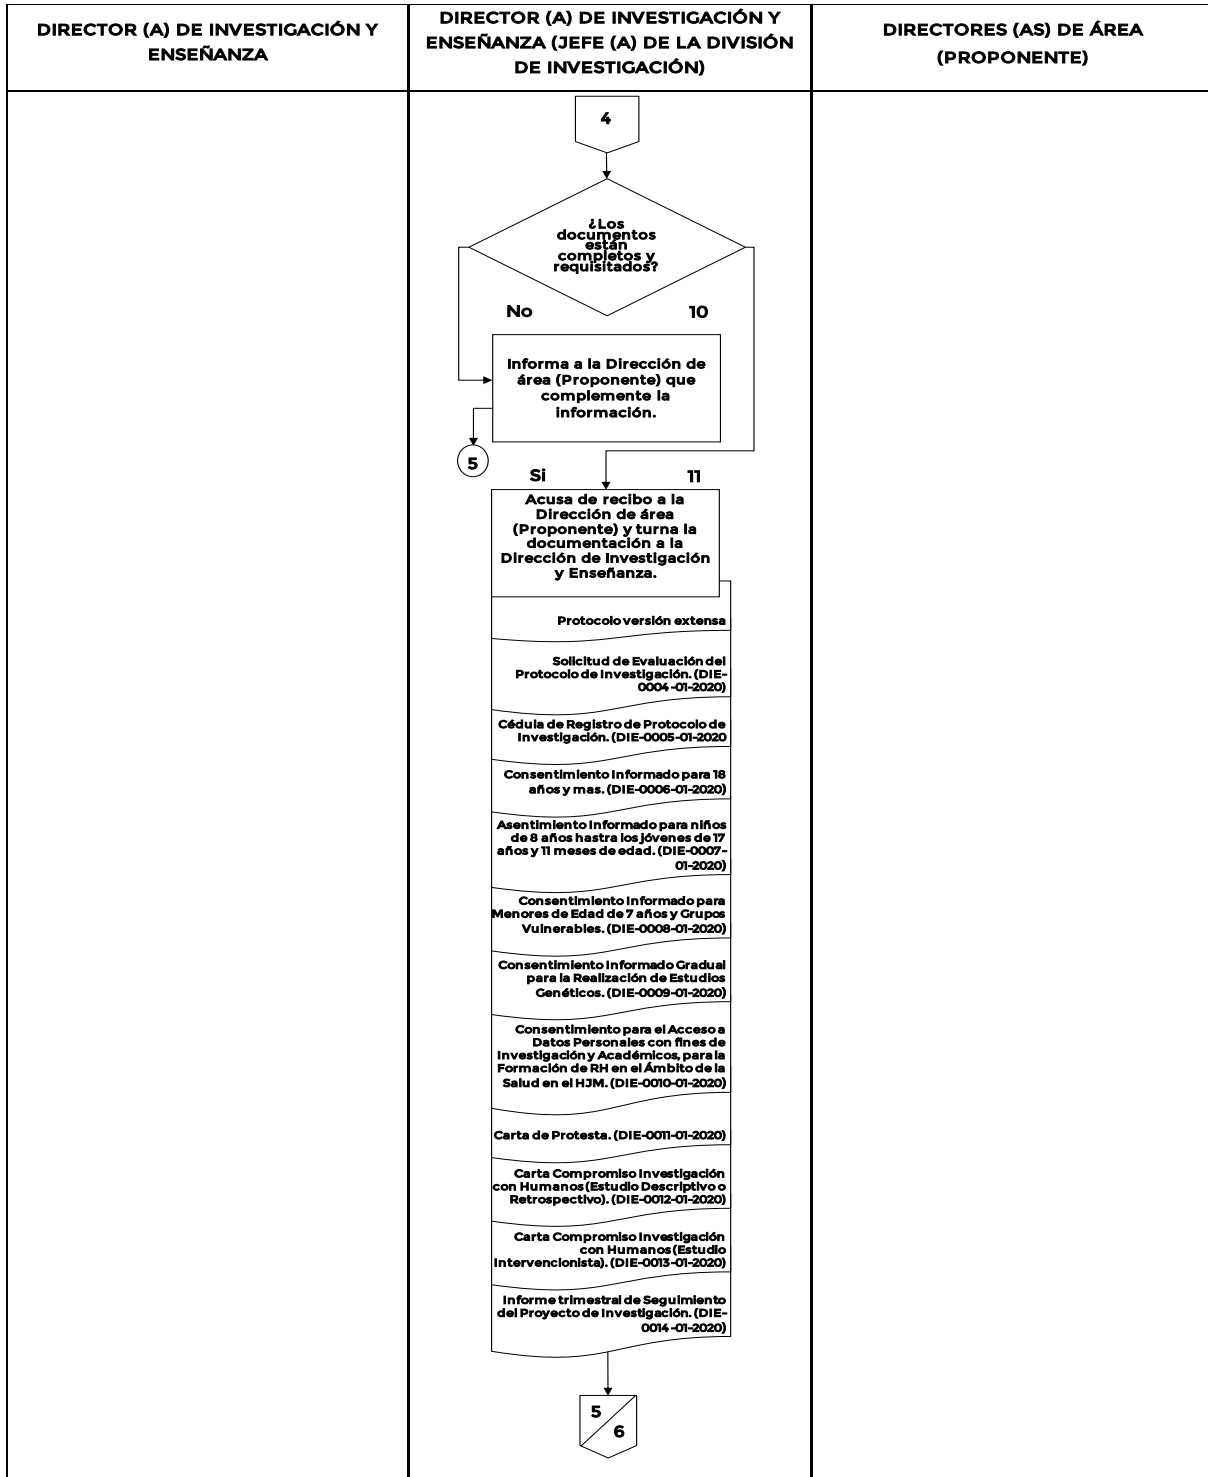 DIRECTOR (A) DE INVESTIGACIÓN Y
ENSEÑANZA
DIRECTOR (A) DE INVESTIGACIÓN Y
ENSEÑANZA (JEFE (A) DE LA DIVISIÓN
DE INVESTIGACIÓN)
DIRECTORES (AS) DE ÁREA
(PROPONENTE)
4
¿Los
documentos
están
completos y
requisitados?
No
10
Informa a la Dirección de
área (Proponente) que
complemente la
información.
5
Si
11
Acusa de recibo a la
Dirección de área
(Proponente) y turna la
documentación a la
Dirección de Investigación
y Enseñanza.
Protocolo versión extensa
Solicitud de Evaluación del
Protocolo de Investigación. (DIE-
0004-01-2020)
Cédula de Registro de Protocolo de
Investigación. (DIE-0005-01-2020
Consentimiento Informado para 18
años y mas. (DIE-0006-01-2020)
Asentimiento Informado para niños
de 8 años hastra los jóvenes de 17
años y 11 meses de edad. (DIE-0007-
01-2020)
Consentimiento Informado para
Menores de Edad de 7 años y Grupos
Vulnerables. (DIE-0008-01-2020)
Consentimiento Informado Gradual
para la Realización de Estudios
Genéticos. (DIE-0009-01-2020)
Consentimiento para el Acceso a
Datos Personales con fines de
Investigación y Académicos, para la
Formación de RH en el Ámbito de la
Salud en el HJM. (DIE-0010-01-2020)
Carta de Protesta. (DIE-0011-01-2020)
Carta Compromiso Investigación
con Humanos (Estudio Descriptivo o
Retrospectivo). (DIE-0012-01-2020)
Carta Compromiso Investigación
con Humanos (Estudio
Intervencionista). (DIE-0013-01-2020)
Informe trimestral de Seguimiento
del Proyecto de Investigación. (DIE-
0014-01-2020)
5
6